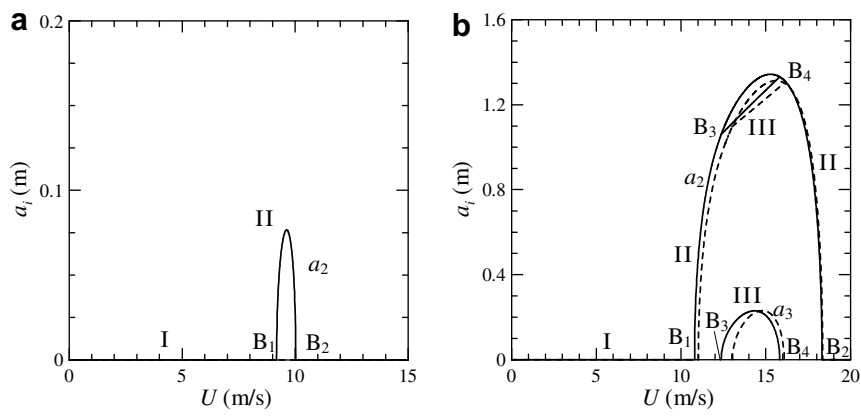 a
0.2
0.1
0
a_i (m)
II
a_2
I
B_1
B_2
0
5
10
15
U (m/s)
b
1.6
1.2
0.8
0.4
0
a_i (m)
B_4
B_3
III
a_2
II
II
III
a_3
B_3
I
B_1
B_4
B_2
0
5
10
15
20
U (m/s)